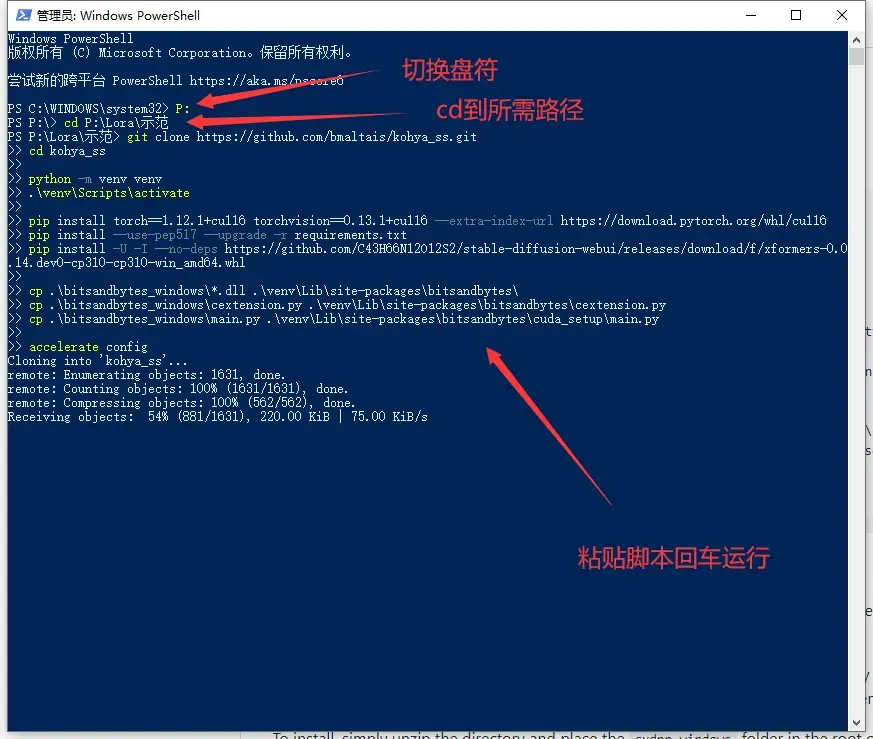 管理员: Windows PowerShell
Windows PowerShell
版权所有 (C) Microsoft Corporation。保留所有权利。
尝试新的跨平台 PowerShell https://aka.ms/pscore6
切换盘符
PS C:\WINDOWS\system32> P:
cd到所需路径
PS P:\> cd P:\Lora\示范
PS P:\Lora\示范> git clone https://github.com/bmaltais/kohya_ss.git
>> cd kohya_ss
>>
>> python -m venv venv
>> .\venv\Scripts\activate
>>
>> pip install torch==1.12.1+cu116 torchvision==0.13.1+cu116 --extra-index-url https://download.pytorch.org/whl/cu116
>> pip install --use-pep517 --upgrade -r requirements.txt
>> pip install -U -I --no-deps https://github.com/C43H66N12O12S2/stable-diffusion-webui/releases/download/f/xformers-0.0
.14.dev0-cp310-cp310-win_amd64.whl
>>
>> cp .\bitsandbytes_windows\*.dll .\venv\Lib\site-packages\bitsandbytes\
>> cp .\bitsandbytes_windows\cextension.py .\venv\Lib\site-packages\bitsandbytes\cextension.py
>> cp .\bitsandbytes_windows\main.py .\venv\Lib\site-packages\bitsandbytes\cuda_setup\main.py
>>
>> accelerate config
Cloning into 'kohya_ss'...
remote: Enumerating objects: 1631, done.
remote: Counting objects: 100% (1631/1631), done.
remote: Compressing objects: 100% (562/562), done.
Receiving objects:  54% (881/1631), 220.00 KiB | 75.00 KiB/s
粘贴脚本回车运行
To install, simply unzip the directory and place the cudnn_windows folder in the root